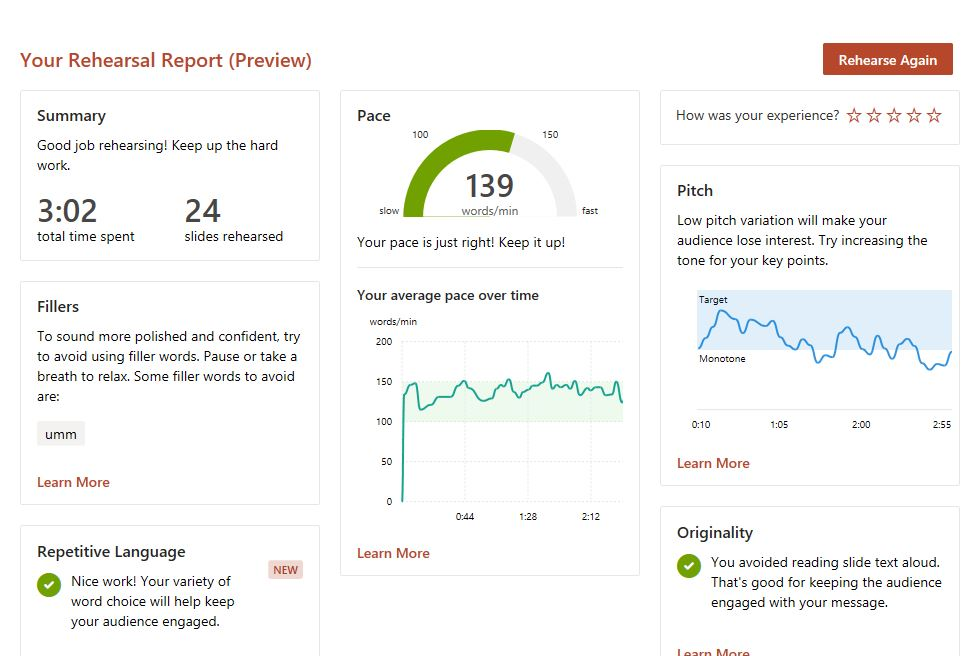 Your Rehearsal Report (Preview)
Rehearse Again
Summary
Good job rehearsing! Keep up the hard
work.
3:02
total time spent
24
slides rehearsed
Fillers
To sound more polished and confident, try
to avoid using filler words. Pause or take a
breath to relax. Some filler words to avoid
are:
umm
Learn More
Repetitive Language
NEW
Nice work! Your variety of
word choice will help keep
your audience engaged.
Pace
100
150
139
slow
words/min
fast
Your pace is just right! Keep it up!
Your average pace over time
words/min
200
150
100
50
0
0:44
1:28
2:12
Learn More
How was your experience?
Pitch
Low pitch variation will make your
audience lose interest. Try increasing the
tone for your key points.
Target
Monotone
0:10
1:05
2:00
2:55
Learn More
Originality
You avoided reading slide text aloud.
That's good for keeping the audience
engaged with your message.
Learn More